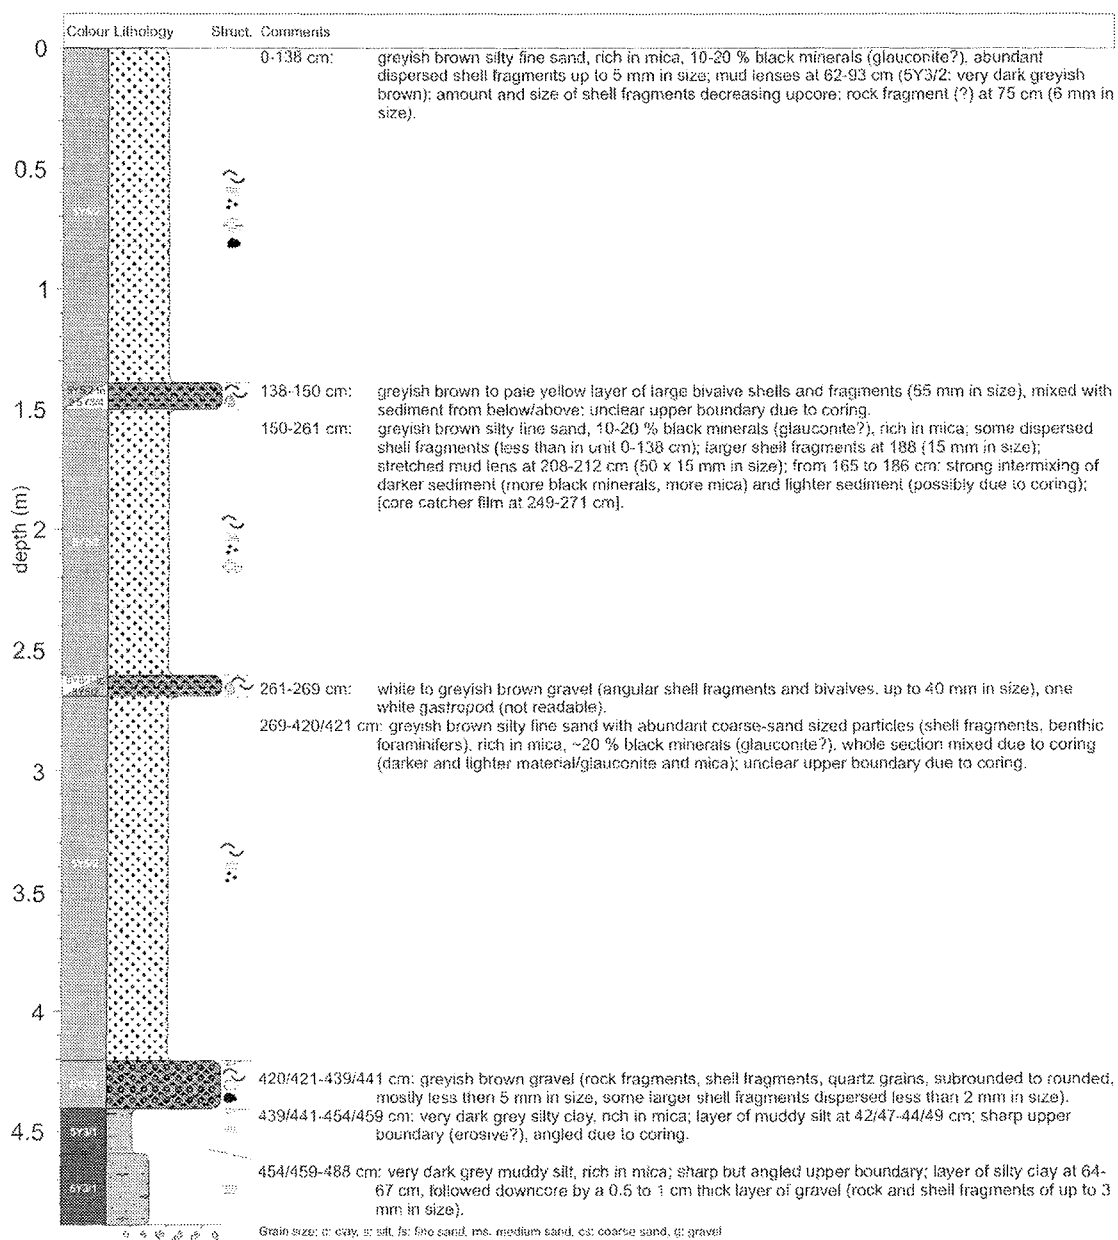 Colour Lithology Struct. Comments
0
0-138 cm: greyish brown silty fine sand, rich in mica, 10-20 % black minerals (glauconite?), abundant
dispersed shell fragments up to 5 mm in size; mud lenses at 62-93 cm (5Y3/2: very dark greyish
brown); amount and size of shell fragments decreasing upcore; rock fragment (?) at 75 cm (6 mm in
size).
0.5
1
138-150 cm: greyish brown to pale yellow layer of large bivalve shells and fragments (55 mm in size), mixed with
sediment from below/above; unclear upper boundary due to coring.
1.5
150-261 cm: greyish brown silty fine sand, 10-20 % black minerals (glauconite?), rich in mica; some dispersed
shell fragments (less than in unit 0-138 cm); larger shell fragments at 188 (15 mm in size);
stretched mud lens at 208-212 cm (50 x 15 mm in size); from 165 to 186 cm: strong intermixing of
darker sediment (more black minerals, more mica) and lighter sediment (possibly due to coring);
[core catcher film at 249-271 cm].
2
depth (m)
2.5
261-269 cm: white to greyish brown gravel (angular shell fragments and bivalves, up to 40 mm in size), one
white gastropod (not readable).
269-420/421 cm: greyish brown silty fine sand with abundant coarse-sand sized particles (shell fragments, benthic
foraminifers), rich in mica, ~20 % black minerals (glauconite?), whole section mixed due to coring
(darker and lighter material/glauconite and mica); unclear upper boundary due to coring.
3
3.5
4
420/421-439/441 cm: greyish brown gravel (rock fragments, shell fragments, quartz grains, subrounded to rounded,
mostly less then 5 mm in size, some larger shell fragments dispersed less than 2 mm in size).
439/441-454/459 cm: very dark grey silty clay, rich in mica; layer of muddy silt at 42/47-44/49 cm; sharp upper
boundary (erosive?), angled due to coring.
4.5
5Y3/1
454/459-488 cm: very dark grey muddy silt, rich in mica; sharp but angled upper boundary; layer of silty clay at 64-
67 cm, followed downcore by a 0.5 to 1 cm thick layer of gravel (rock and shell fragments of up to 3
mm in size).
5Y3/1
c s fs ms cs g
Grain size; c: clay, s: silt, fs: fine sand, ms: medium sand, cs: coarse sand, g: gravel